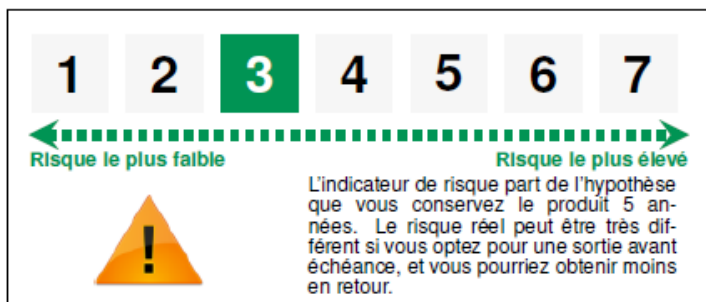 1 2 3 4 5 6 7
Risque le plus faible Risque le plus élevé
L'indicateur de risque part de l'hypothèse
que vous conservez le produit 5 an-
nées. Le risque réel peut être très dif-
férent si vous optez pour une sortie avant
échéance, et vous pourriez obtenir moins
en retour.
!